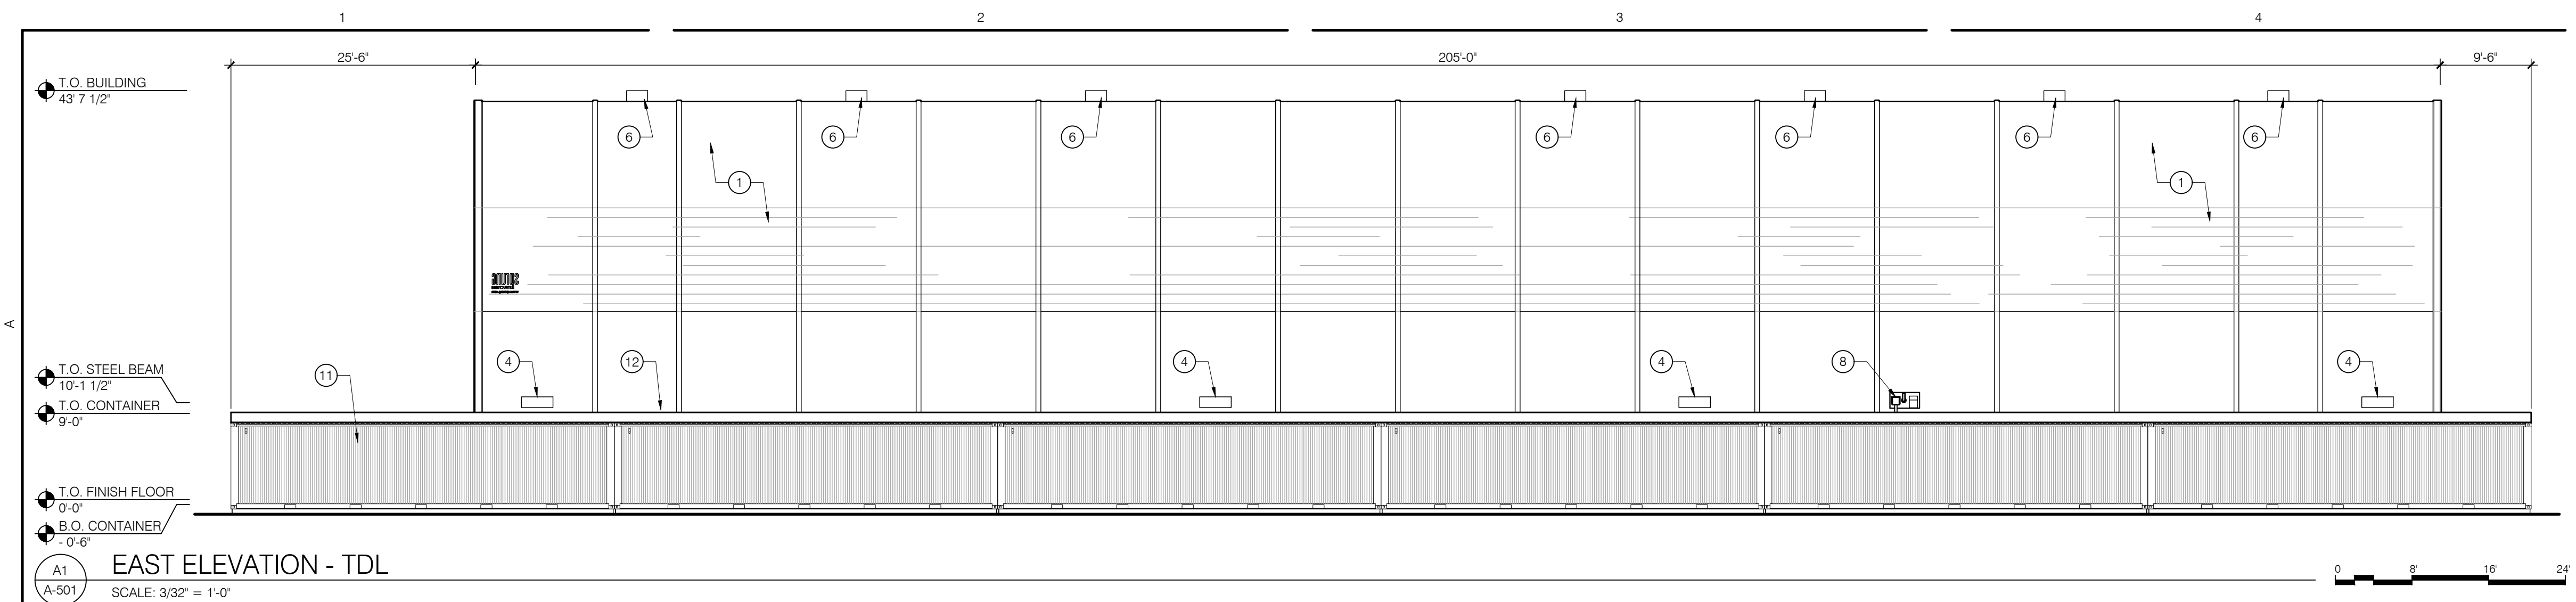 1 2 3 4
25'-6" 205'-0" 9'-6"
T.O. BUILDING
43' 7 1/2"
6 6 6 6 6 6 6
1 1
A
T.O. STEEL BEAM
10'-1 1/2"
4 12 4 4 8 4
11
T.O. CONTAINER
9'-0"
T.O. FINISH FLOOR
0'-0"
B.O. CONTAINER
- 0'-6"
A1
A-501
EAST ELEVATION - TDL
SCALE: 3/32" = 1'-0"
0 8' 16' 24'